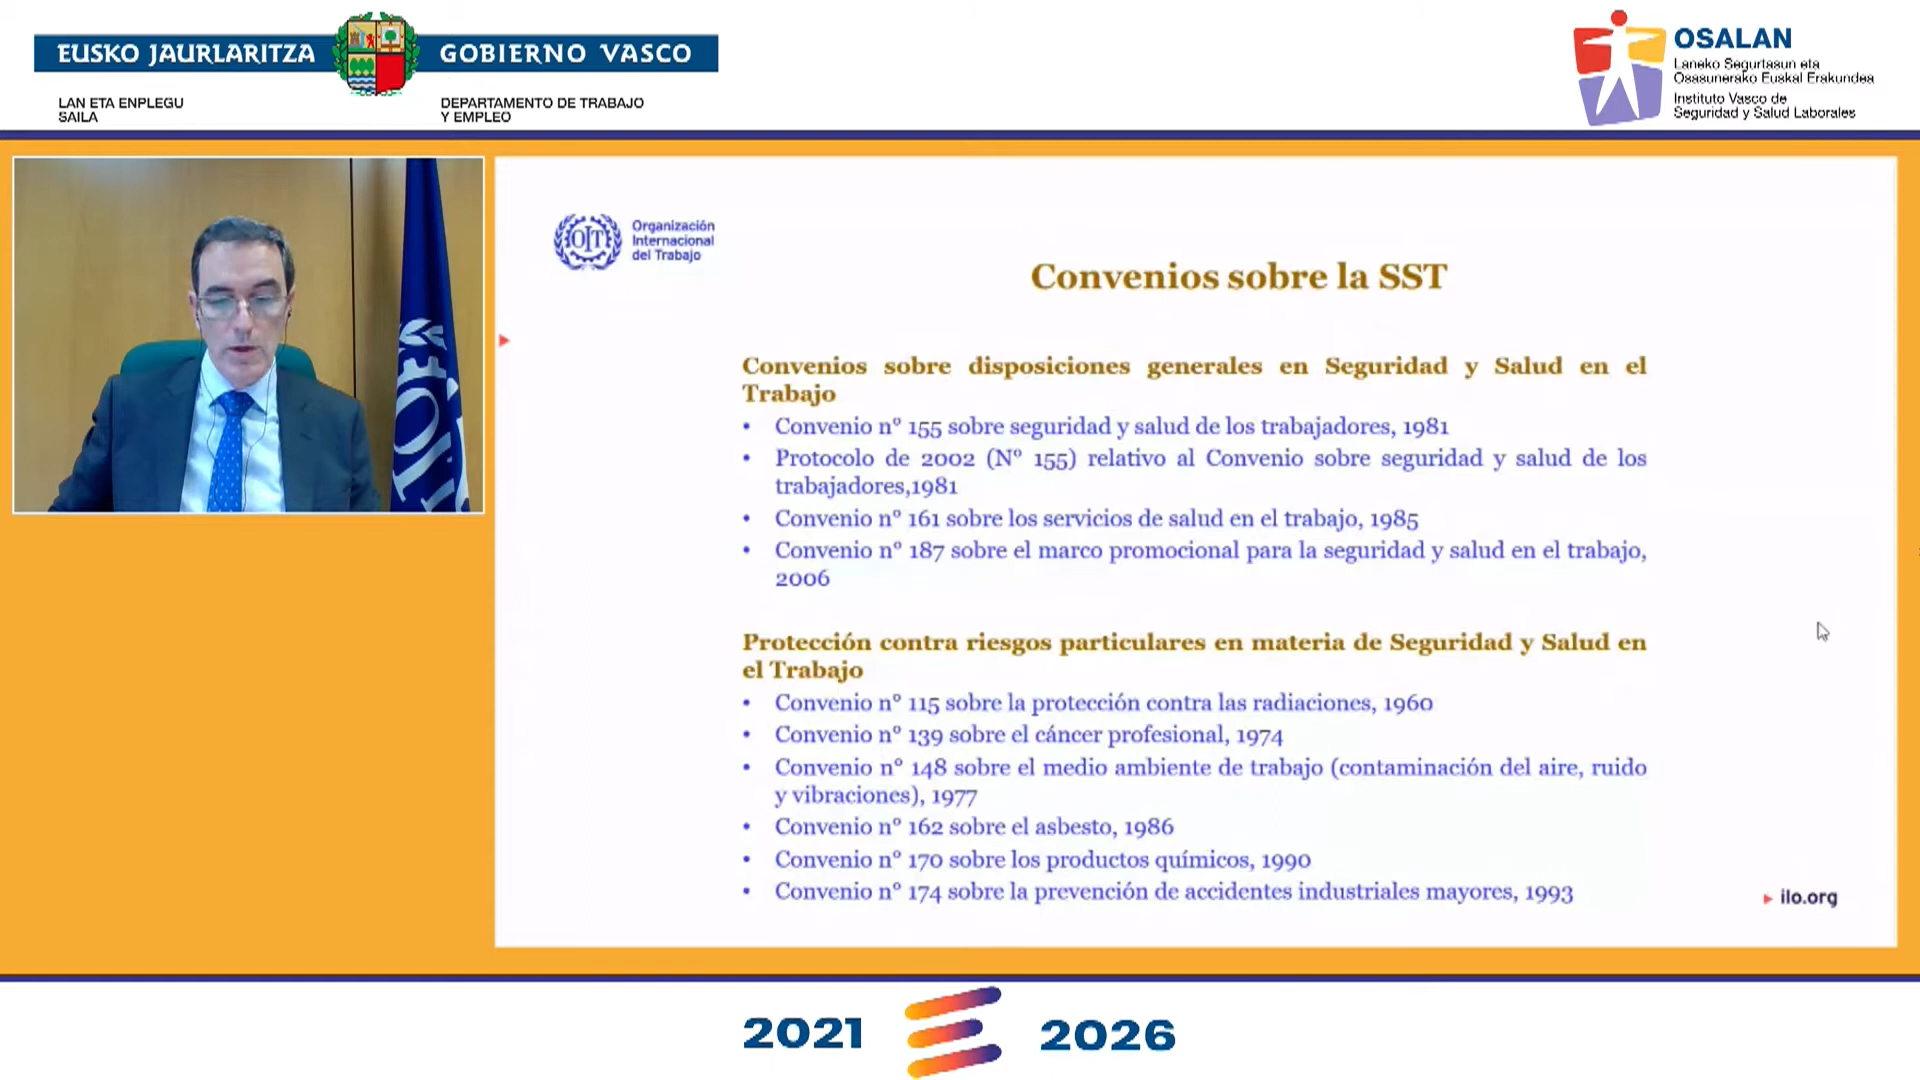 EUSKO JAURLARITZA
GOBIERNO VASCO
LAN ETA ENPLEGU
SAILA
DEPARTAMENTO DE TRABAJO
Y EMPLEO
OSALAN
Laneko Segurtasun eta
Osasunerako Euskal Erakundea
Instituto Vasco de
Seguridad y Salud Laborales
OIT
OIT
Organización
Internacional
del Trabajo
Convenios sobre la SST
Convenios sobre disposiciones generales en Seguridad y Salud en el
Trabajo
• Convenio nº 155 sobre seguridad y salud de los trabajadores, 1981
• Protocolo de 2002 (Nº 155) relativo al Convenio sobre seguridad y salud de los
trabajadores,1981
• Convenio nº 161 sobre los servicios de salud en el trabajo, 1985
• Convenio nº 187 sobre el marco promocional para la seguridad y salud en el trabajo,
2006
Protección contra riesgos particulares en materia de Seguridad y Salud en
el Trabajo
• Convenio nº 115 sobre la protección contra las radiaciones, 1960
• Convenio nº 139 sobre el cáncer profesional, 1974
• Convenio nº 148 sobre el medio ambiente de trabajo (contaminación del aire, ruido
y vibraciones), 1977
• Convenio nº 162 sobre el asbesto, 1986
• Convenio nº 170 sobre los productos químicos, 1990
• Convenio nº 174 sobre la prevención de accidentes industriales mayores, 1993
ilo.org
2021
2026